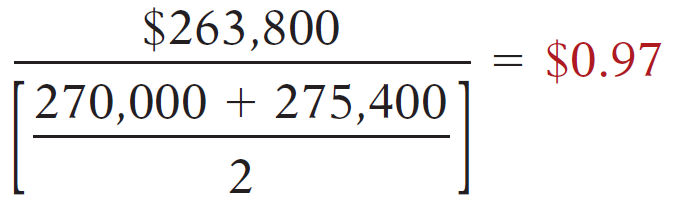 $263,800
[270,000 + 275,400] = $0.97
2